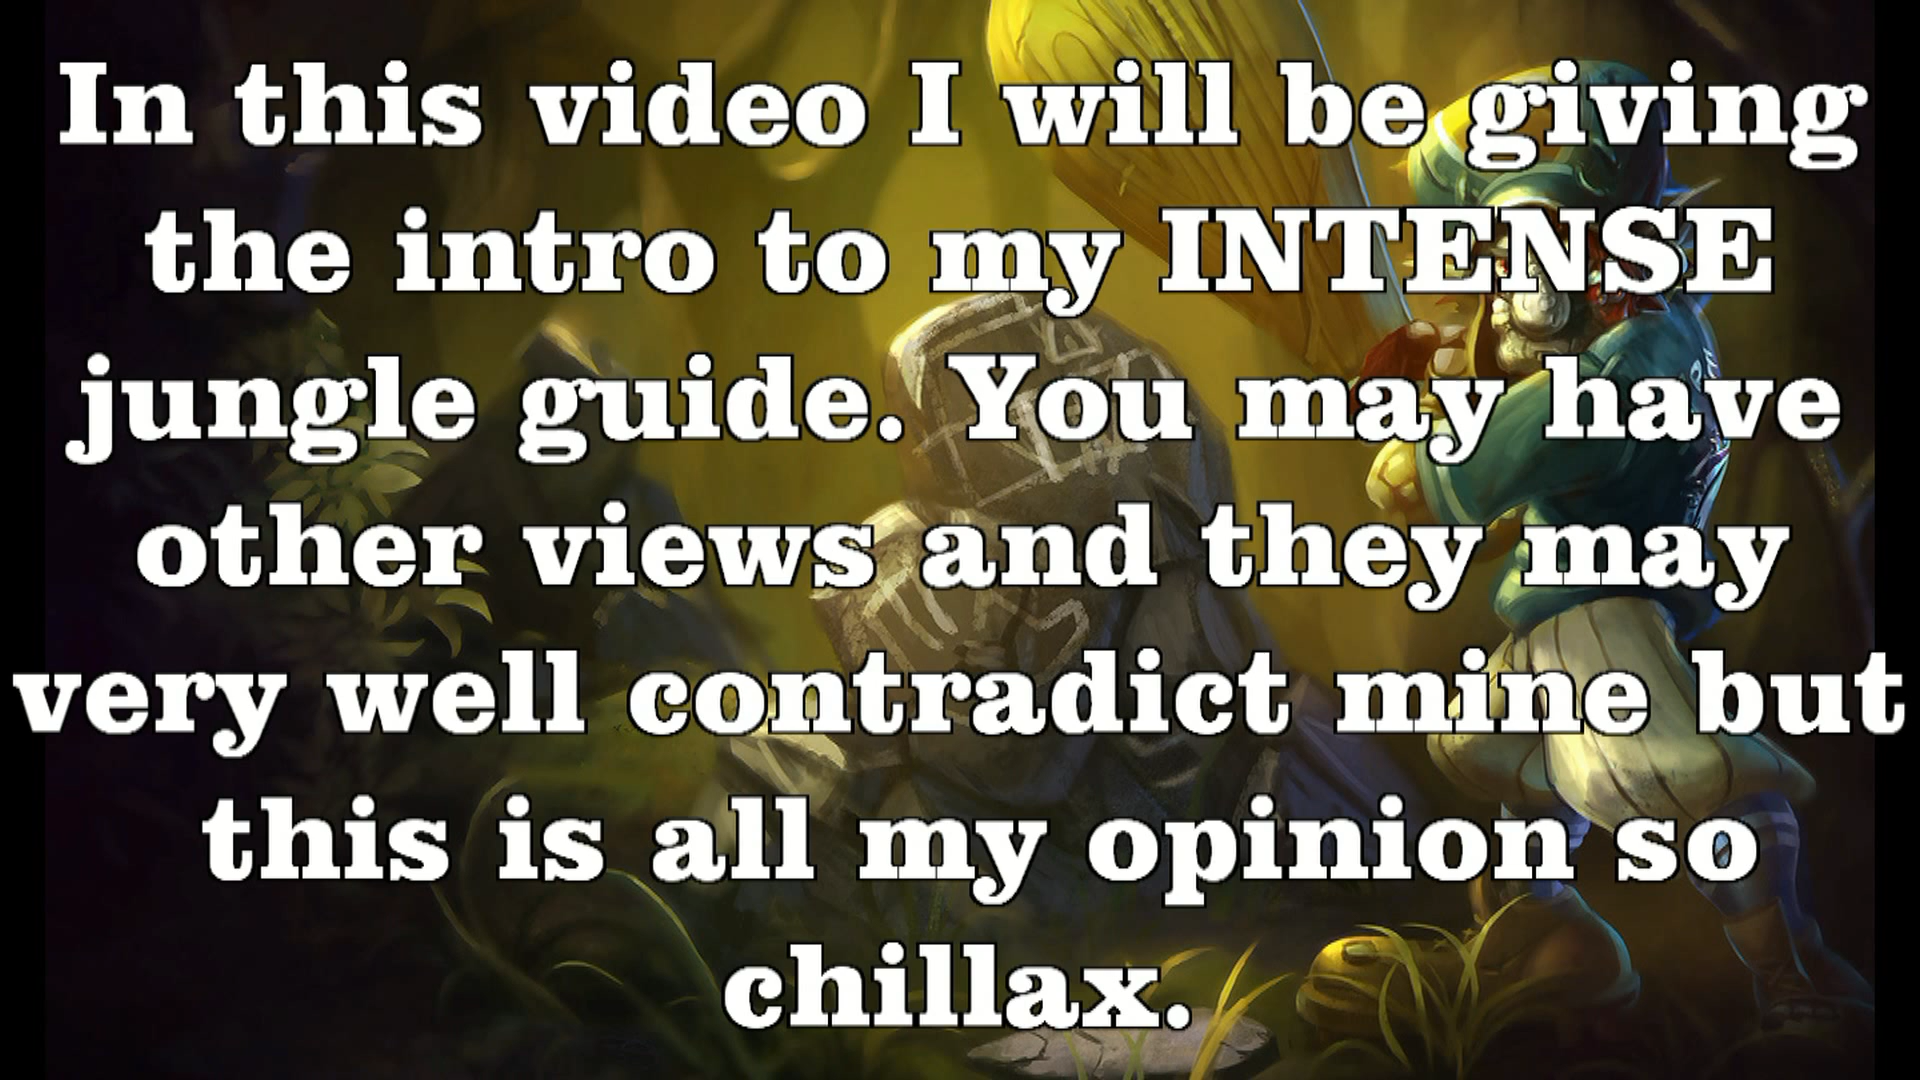 In this video I will be giving
the intro to my INTENSE
jungle guide. You may have
other views and they may
very well contradict mine but
this is all my opinion so
chillax.